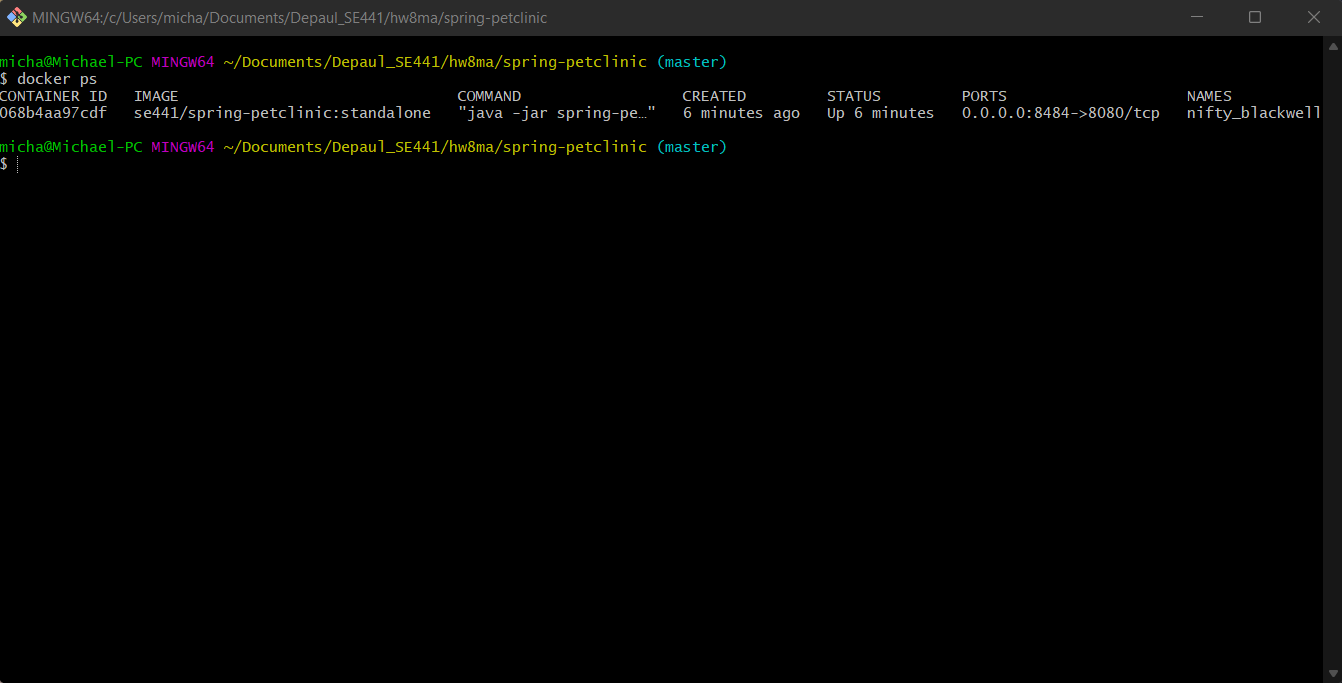 MINGW64:/c/Users/micha/Documents/Depaul_SE441/hw8ma/spring-petclinic
micha@Michael-PC MINGW64 ~/Documents/Depaul_SE441/hw8ma/spring-petclinic (master)
$ docker ps
CONTAINER ID IMAGE COMMAND CREATED STATUS PORTS NAMES
068b4aa97cdf se441/spring-petclinic:standalone "java -jar spring-pe…" 6 minutes ago Up 6 minutes 0.0.0.0:8484->8080/tcp nifty_blackwell
micha@Michael-PC MINGW64 ~/Documents/Depaul_SE441/hw8ma/spring-petclinic (master)
$